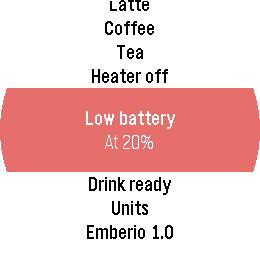 Latte
Coffee
Tea
Heater off
Low battery
At 20%
Drink ready
Units
Emberio 1.0